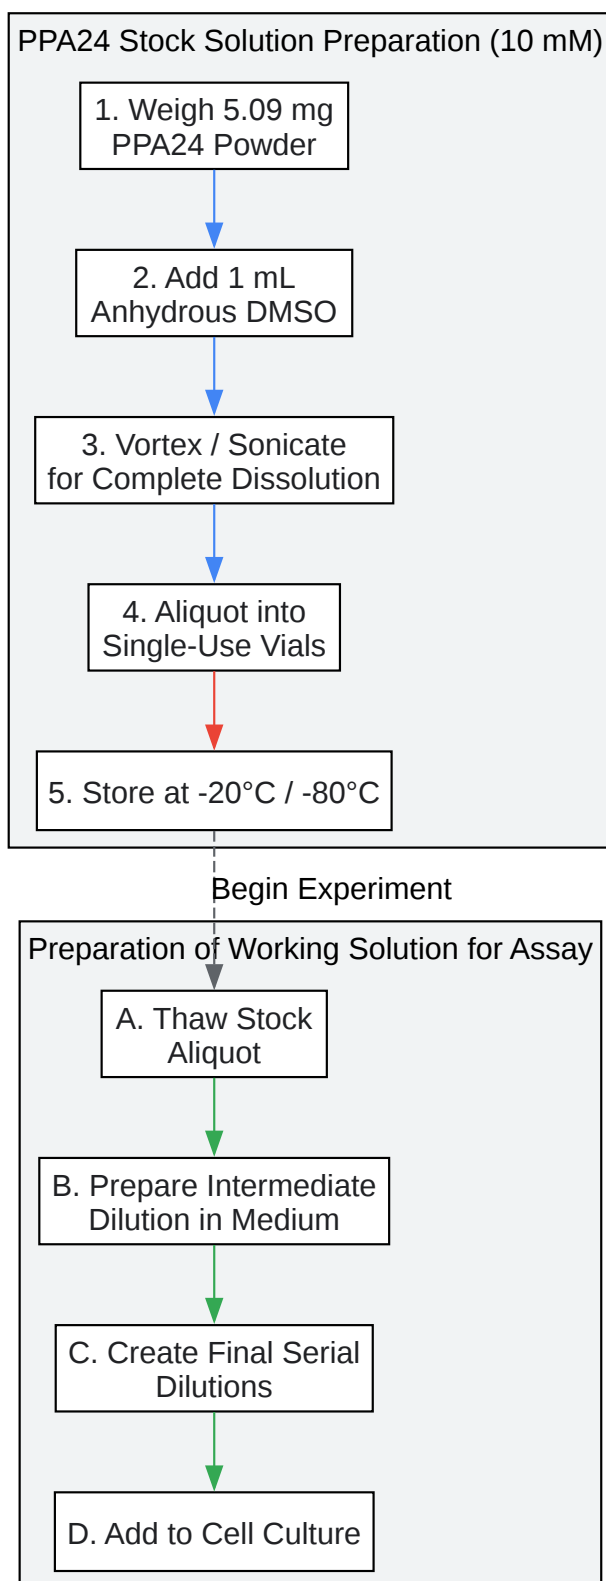 PPA24 Stock Solution Preparation (10 mM)
1. Weigh 5.09 mg
PPA24 Powder
2. Add 1 mL
Anhydrous DMSO
3. Vortex / Sonicate
for Complete Dissolution
4. Aliquot into
Single-Use Vials
5. Store at -20°C / -80°C
Begin Experiment
Preparation of Working Solution for Assay
A. Thaw Stock
Aliquot
B. Prepare Intermediate
Dilution in Medium
C. Create Final Serial
Dilutions
D. Add to Cell Culture